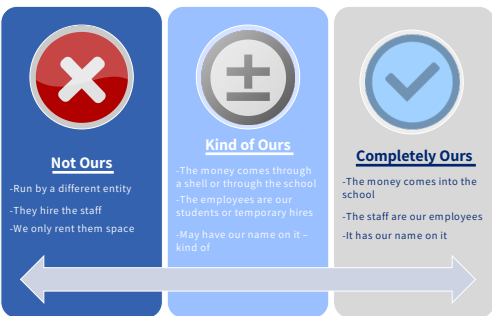 Not Ours
-Run by a different entity
-They hire the staff
-We only rent them space
Kind of Ours
-The money comes through
a shell or through the school
-The employees are our
students or temporary hires
-May have our name on it –
kind of
Completely Ours
-The money comes into the
school
-The staff are our employees
-It has our name on it